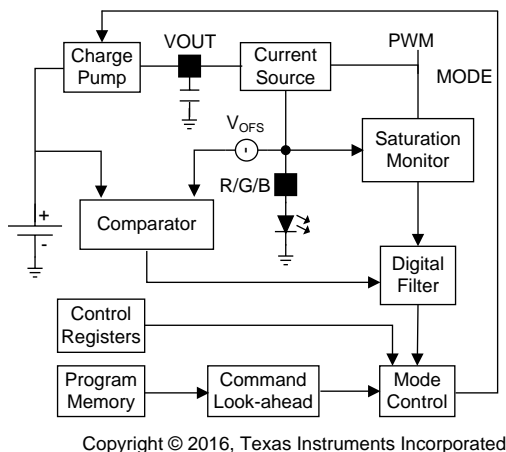 VOUT
PWM
Charge
Pump
Current
Source
MODE
VOFS
Saturation
Monitor
R/G/B
+
-
Comparator
Digital
Filter
Control
Registers
Program
Memory
Command
Look-ahead
Mode
Control
Copyright © 2016, Texas Instruments Incorporated